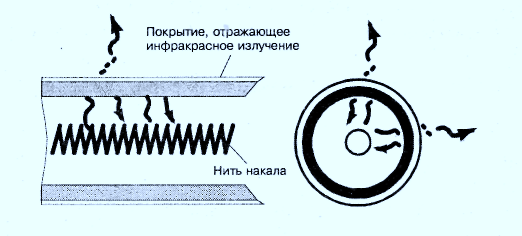 Покрытие, отражающее
инфракрасное излучение
Нить накала